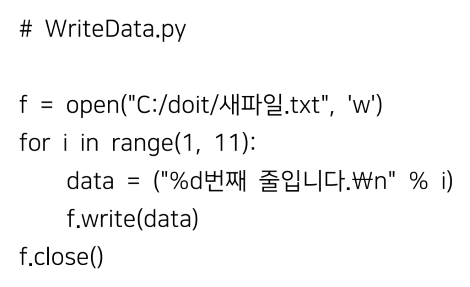 # WriteData.py
f = open("C:/doit/새파일.txt", 'w')
for i in range(1, 11):
data = ("%d번째 줄입니다.₩n" % i)
f.write(data)
f.close()